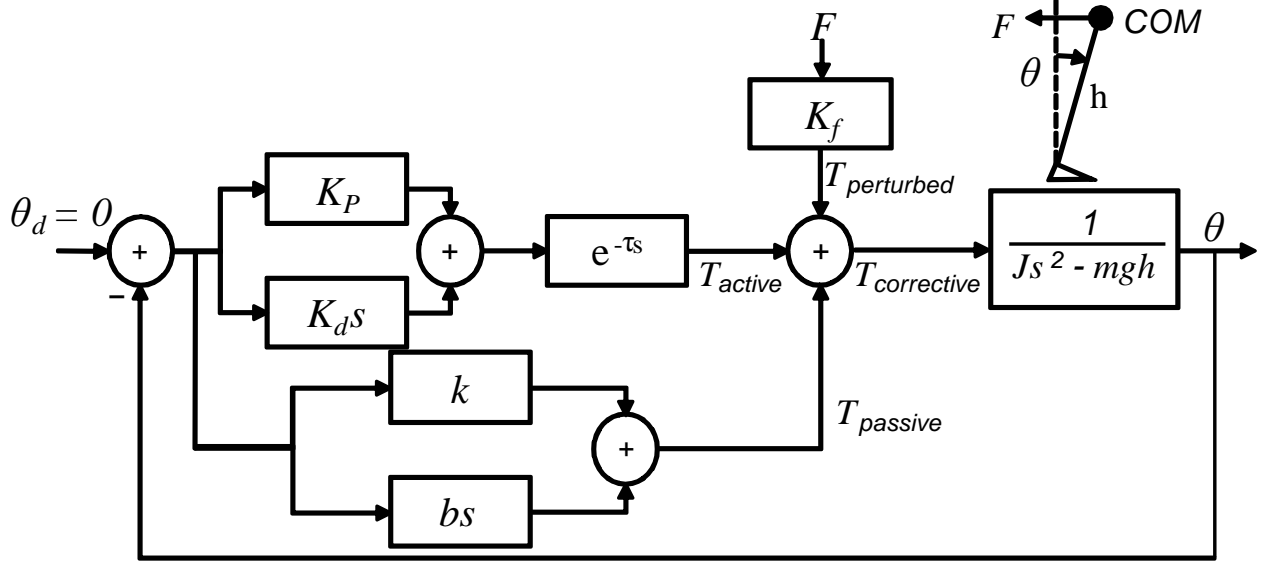 F
COM
F
θ
h
K_f
T_perturbed
K_P
θ_d = 0
+
−
+
e^-τs
T_active
+
T_corrective
1
Js² - mgh
θ
K_d s
k
T_passive
+
bs